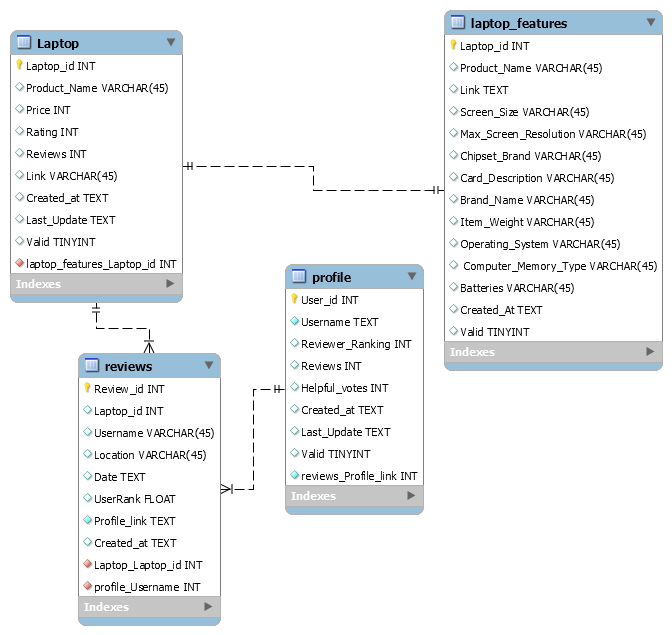 Laptop
Laptop_id INT
Product_Name VARCHAR(45)
Price INT
Rating INT
Reviews INT
Link VARCHAR(45)
Created_at TEXT
Last_Update TEXT
Valid TINYINT
laptop_features_Laptop_id INT
Indexes
laptop_features
Laptop_id INT
Product_Name VARCHAR(45)
Link TEXT
Screen_Size VARCHAR(45)
Max_Screen_Resolution VARCHAR(45)
Chipset_Brand VARCHAR(45)
Card_Description VARCHAR(45)
Brand_Name VARCHAR(45)
Item_Weight VARCHAR(45)
Operating_System VARCHAR(45)
Computer_Memory_Type VARCHAR(45)
Batteries VARCHAR(45)
Created_At TEXT
Valid TINYINT
Indexes
profile
User_id INT
Username TEXT
Reviewer_Ranking INT
Reviews INT
Helpful_votes INT
Created_at TEXT
Last_Update TEXT
Valid TINYINT
reviews_Profile_link INT
Indexes
reviews
Review_id INT
Laptop_id INT
Username VARCHAR(45)
Location VARCHAR(45)
Date TEXT
UserRank FLOAT
Profile_link TEXT
Created_at TEXT
Laptop_Laptop_id INT
profile_Username INT
Indexes